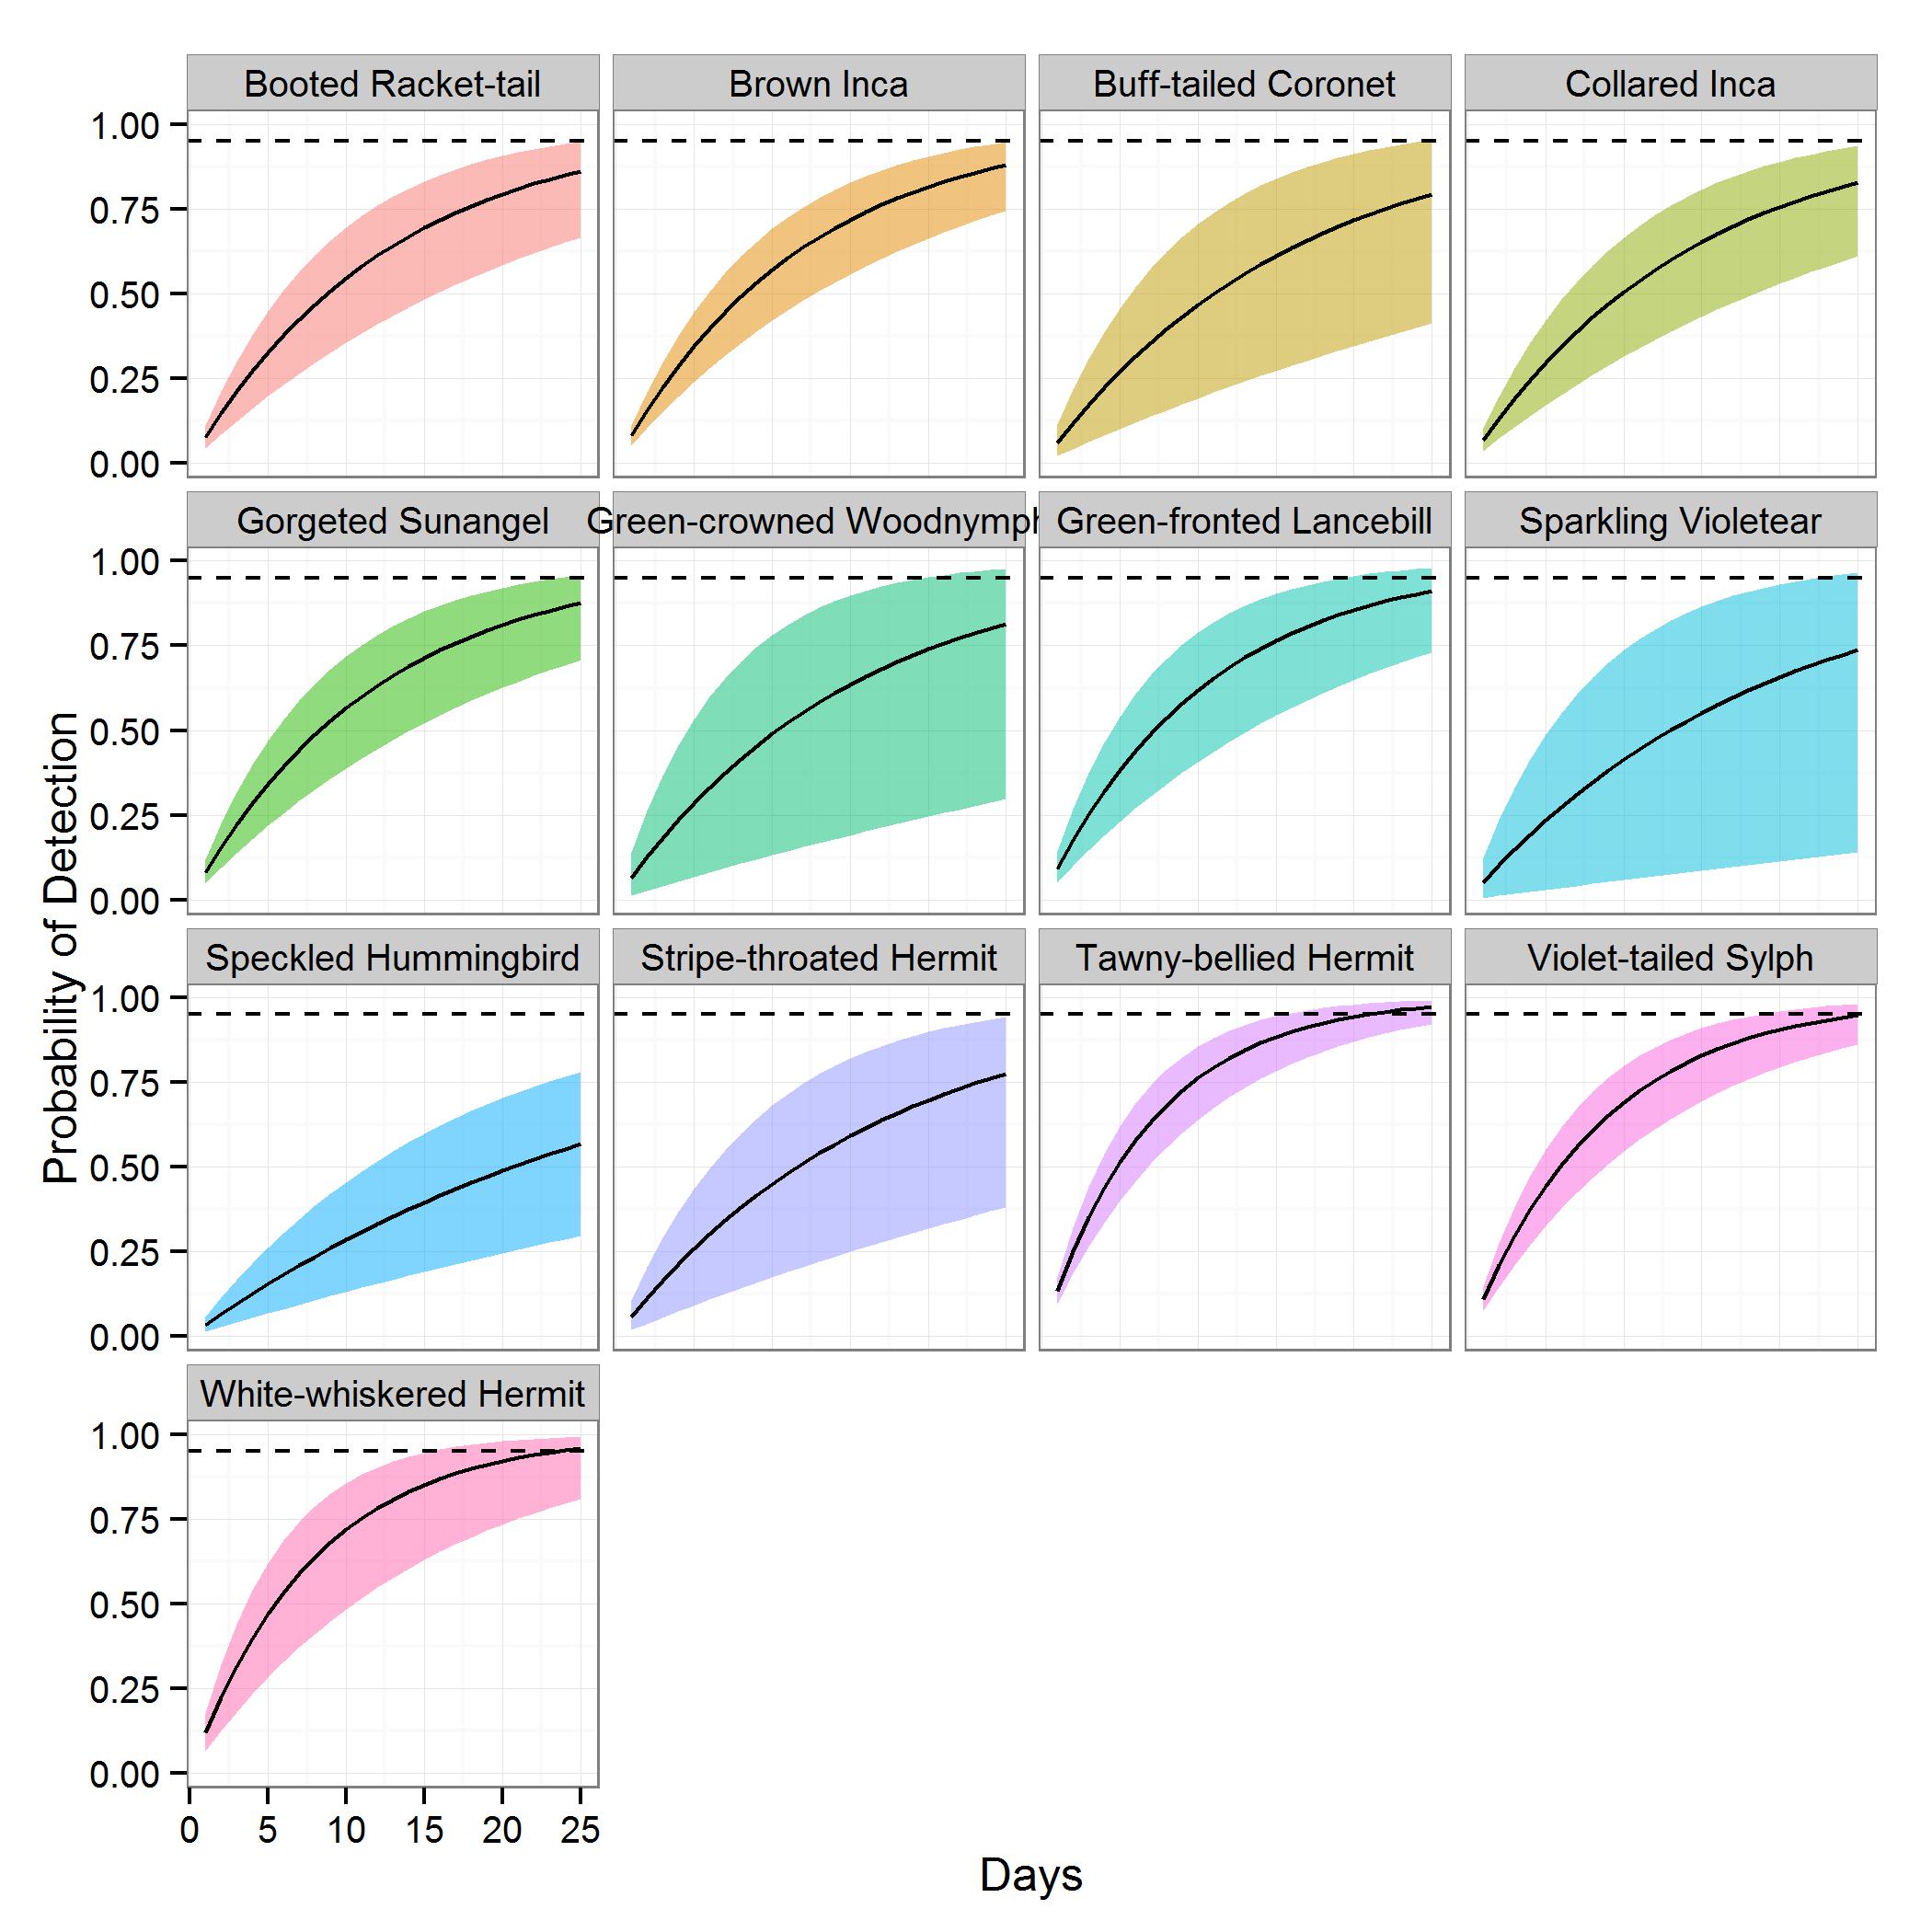 Booted Racket-tail
Brown Inca
Buff-tailed Coronet
Collared Inca
1.00
0.75
0.50
0.25
0.00
Gorgeted Sunangel
Green-crowned Woodnymph
Green-fronted Lancebill
Sparkling Violetear
1.00
0.75
0.50
0.25
0.00
Probability of Detection
Speckled Hummingbird
Stripe-throated Hermit
Tawny-bellied Hermit
Violet-tailed Sylph
1.00
0.75
0.50
0.25
0.00
White-whiskered Hermit
1.00
0.75
0.50
0.25
0.00
0 5 10 15 20 25
Days